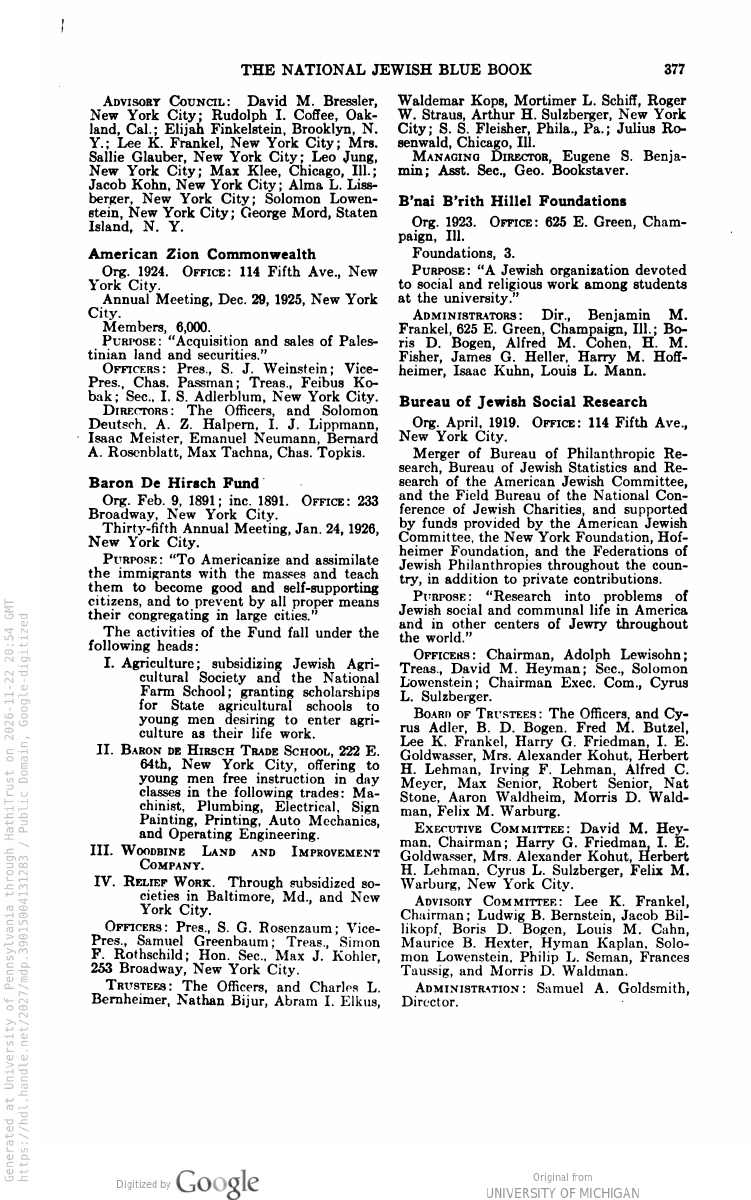 THE NATIONAL JEWISH BLUE BOOK 377
ADVISORY COUNCIL: David M. Bressler,
New York City; Rudolph I. Coffee, Oak-
land, Cal.; Elijah Finkelstein, Brooklyn, N.
Y.; Lee K. Frankel, New York City; Mrs.
Sallie Glauber, New York City; Leo Jung,
New York City; Max Klee, Chicago, Ill.;
Jacob Kohn, New York City; Alma L. Liss-
berger, New York City; Solomon Lowen-
stein, New York City; George Mord, Staten
Island, N. Y.
American Zion Commonwealth
Org. 1924. OFFICE: 114 Fifth Ave., New
York City.
Annual Meeting, Dec. 29, 1925, New York
City.
Members, 6,000.
PURPOSE: "Acquisition and sales of Pales-
tinian land and securities."
OFFICERS: Pres., S. J. Weinstein; Vice-
Pres., Chas. Passman; Treas., Feibus Ko-
bak; Sec., I. S. Adlerblum, New York City.
DIRECTORS: The Officers, and Solomon
Deutsch, A. Z. Halpern, I. J. Lippmann,
Isaac Meister, Emanuel Neumann, Bernard
A. Rosenblatt, Max Tachna, Chas. Topkis.
Baron De Hirsch Fund
Org. Feb. 9, 1891; inc. 1891. OFFICE: 233
Broadway, New York City.
Thirty-fifth Annual Meeting, Jan. 24, 1926,
New York City.
PURPOSE: "To Americanize and assimilate
the immigrants with the masses and teach
them to become good and self-supporting
citizens, and to prevent by all proper means
their congregating in large cities."
The activities of the Fund fall under the
following heads:
I. Agriculture; subsidizing Jewish Agri-
cultural Society and the National
Farm School; granting scholarships
for State agricultural schools to
young men desiring to enter agri-
culture as their life work.
II. BARON DE HIRSCH TRADE SCHOOL, 222 E.
64th, New York City, offering to
young men free instruction in day
classes in the following trades: Ma-
chinist, Plumbing, Electrical, Sign
Painting, Printing, Auto Mechanics,
and Operating Engineering.
III. WOODBINE LAND AND IMPROVEMENT
COMPANY.
IV. RELIEF WORK. Through subsidized so-
cieties in Baltimore, Md., and New
York City.
OFFICERS: Pres., S. G. Rosenzaum; Vice-
Pres., Samuel Greenbaum; Treas., Simon
F. Rothschild; Hon. Sec., Max J. Kohler,
253 Broadway, New York City.
TRUSTEES: The Officers, and Charles L.
Bernheimer, Nathan Bijur, Abram I. Elkus,
Waldemar Kops, Mortimer L. Schiff, Roger
W. Straus, Arthur H. Sulzberger, New York
City; S. S. Fleisher, Phila., Pa.; Julius Ro-
senwald, Chicago, Ill.
MANAGING DIRECTOR, Eugene S. Benja-
min; Asst. Sec., Geo. Bookstaver.
B'nai B'rith Hillel Foundations
Org. 1923. OFFICE: 625 E. Green, Cham-
paign, Ill.
Foundations, 3.
PURPOSE: "A Jewish organization devoted
to social and religious work among students
at the university."
ADMINISTRATORS: Dir., Benjamin M.
Frankel, 625 E. Green, Champaign, Ill.; Bo-
ris D. Bogen, Alfred M. Cohen, H. M.
Fisher, James G. Heller, Harry M. Hoff-
heimer, Isaac Kuhn, Louis L. Mann.
Bureau of Jewish Social Research
Org. April, 1919. OFFICE: 114 Fifth Ave.,
New York City.
Merger of Bureau of Philanthropic Re-
search, Bureau of Jewish Statistics and Re-
search of the American Jewish Committee,
and the Field Bureau of the National Con-
ference of Jewish Charities, and supported
by funds provided by the American Jewish
Committee, the New York Foundation, Hof-
heimer Foundation, and the Federations of
Jewish Philanthropies throughout the coun-
try, in addition to private contributions.
PURPOSE: "Research into problems of
Jewish social and communal life in America
and in other centers of Jewry throughout
the world."
OFFICERS: Chairman, Adolph Lewisohn;
Treas., David M. Heyman; Sec., Solomon
Lowenstein; Chairman Exec. Com., Cyrus
L. Sulzberger.
BOARD OF TRUSTEES: The Officers, and Cy-
rus Adler, B. D. Bogen. Fred M. Butzel,
Lee K. Frankel, Harry G. Friedman, I. E.
Goldwasser, Mrs. Alexander Kohut, Herbert
H. Lehman, Irving F. Lehman, Alfred C.
Meyer, Max Senior, Robert Senior, Nat
Stone, Aaron Waldheim, Morris D. Wald-
man, Felix M. Warburg.
EXECUTIVE COMMITTEE: David M. Hey-
man, Chairman; Harry G. Friedman, I. E.
Goldwasser, Mrs. Alexander Kohut, Herbert
H. Lehman, Cyrus L. Sulzberger, Felix M.
Warburg, New York City.
ADVISORY COMMITTEE: Lee K. Frankel,
Chairman; Ludwig B. Bernstein, Jacob Bil-
likopf, Boris D. Bogen, Louis M. Cahn,
Maurice B. Hexter, Hyman Kaplan, Solo-
mon Lowenstein, Philip L. Seman, Frances
Taussig, and Morris D. Waldman.
ADMINISTRATION: Samuel A. Goldsmith,
Director.
Generated at University of Pennsylvania through HathiTrust on 2026-11-22 20:54 GMT
https://hdl.handle.net/2027/mdp.39015004131283 / Public Domain, Google-digitized
Digitized by Google
Original from
UNIVERSITY OF MICHIGAN